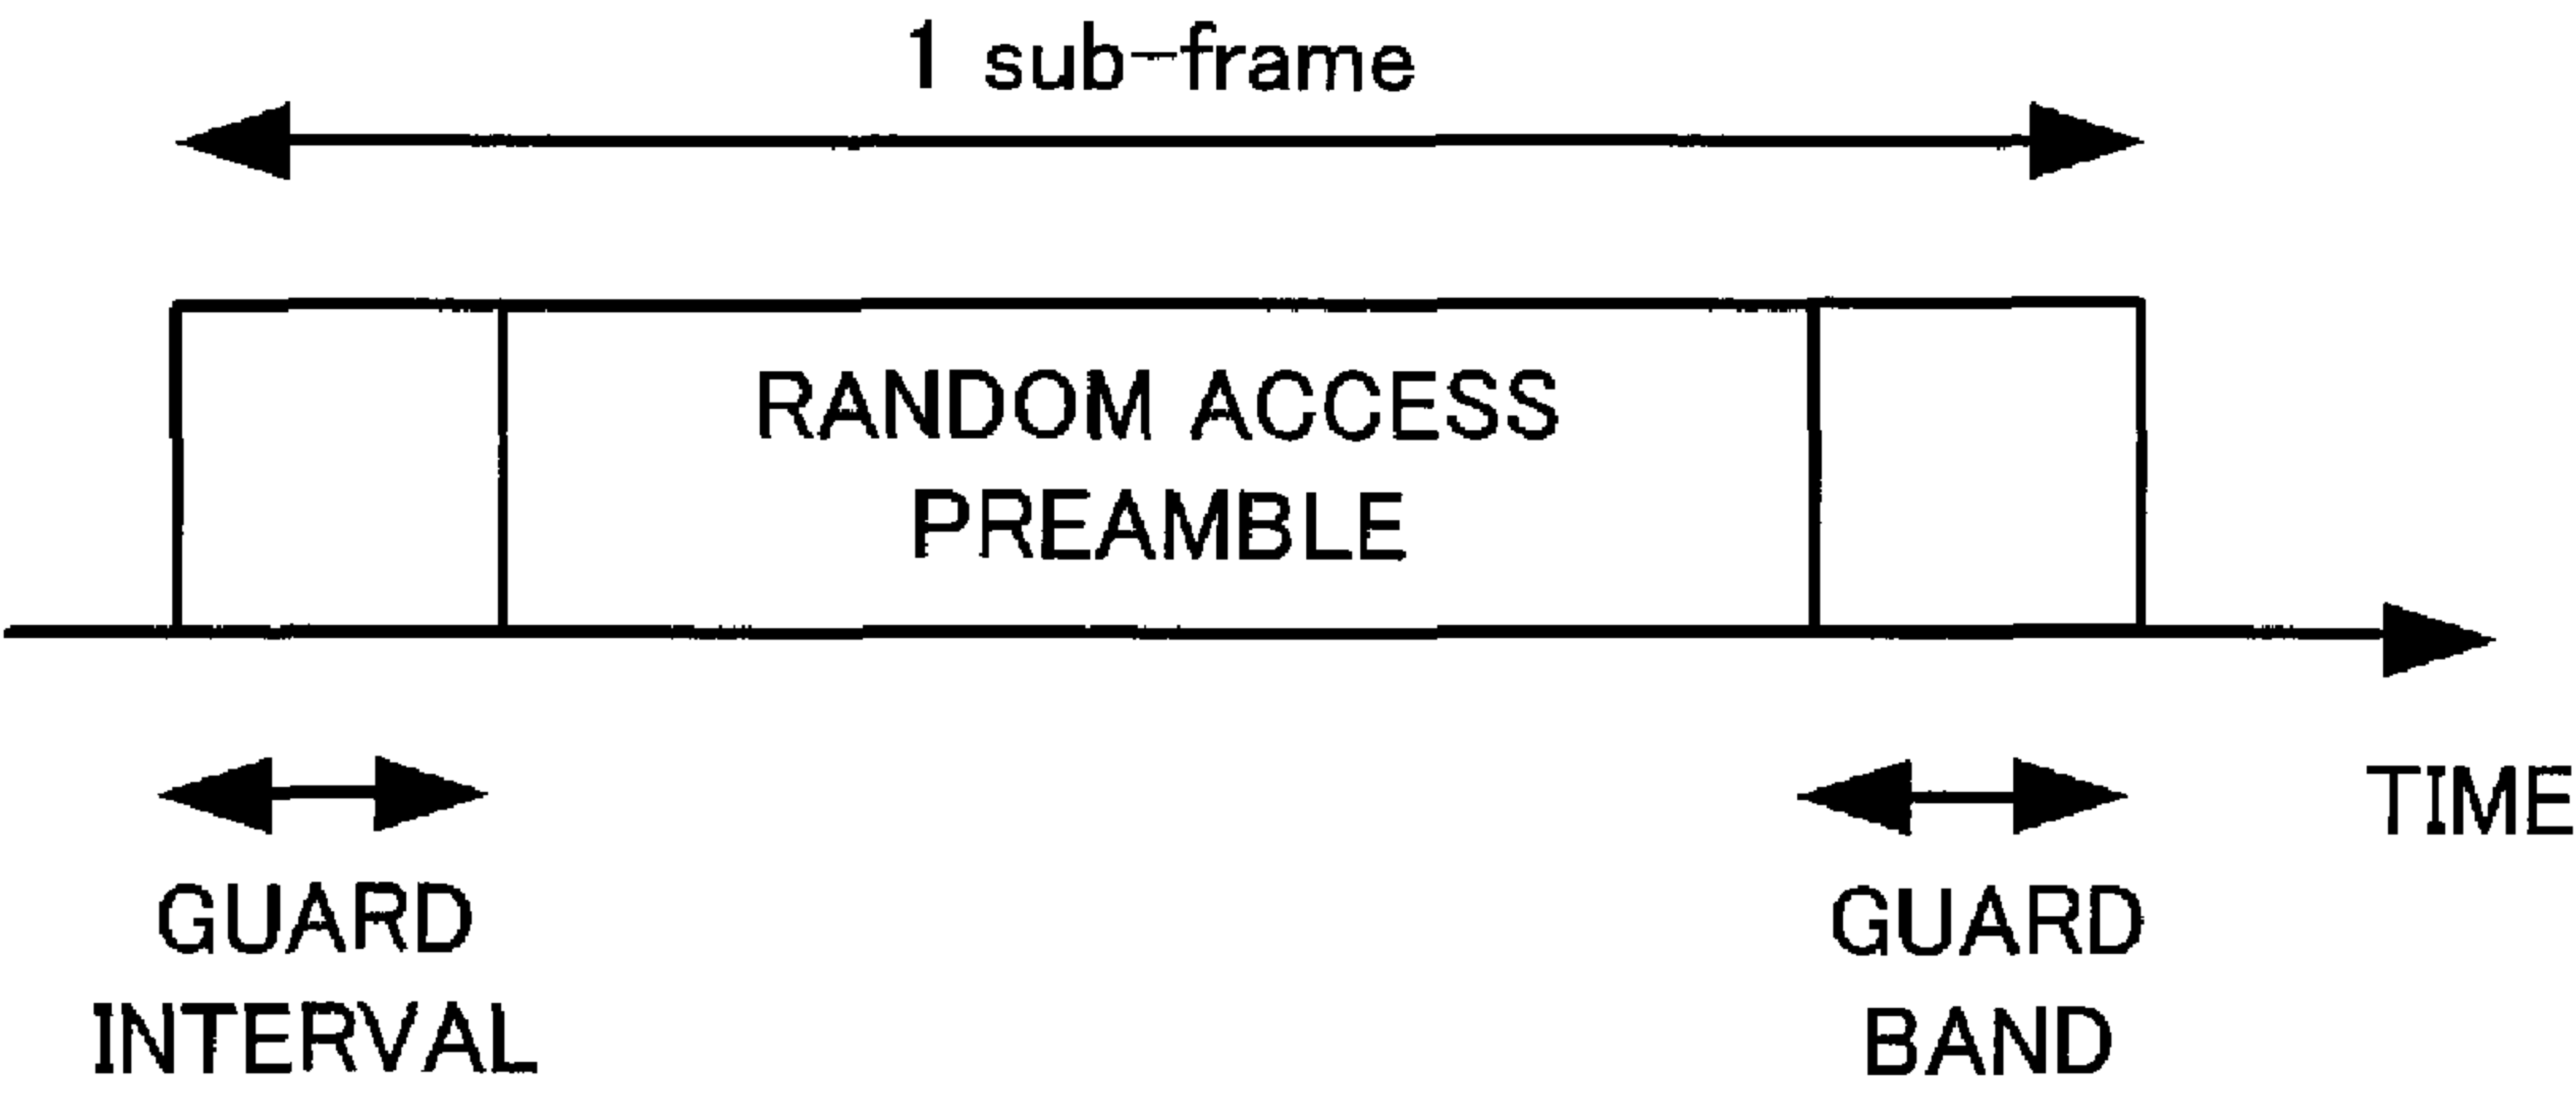 1 sub-frame
RANDOM ACCESS
PREAMBLE
TIME
GUARD
INTERVAL
GUARD
BAND